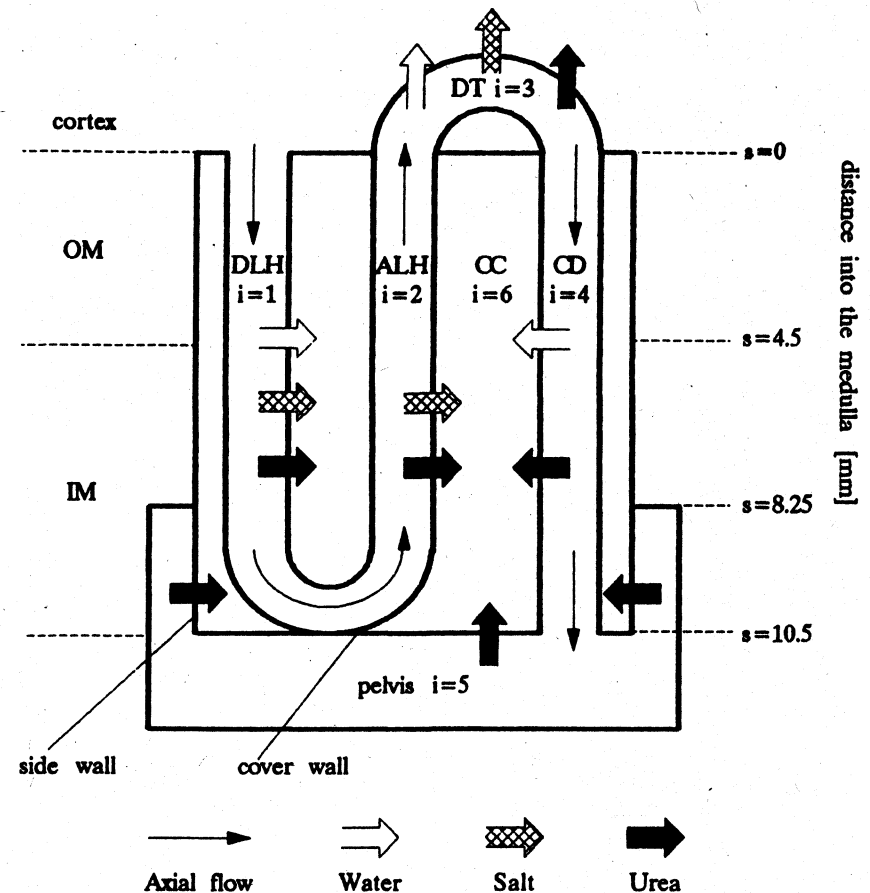 DT i=3
cortex
s=0
OM
DLH ALH CC CD
i=1 i=2 i=6 i=4
s=4.5
distance into the medulla [mm]
IM
s=8.25
s=10.5
pelvis i=5
side wall
cover wall
Axial flow Water Salt Urea